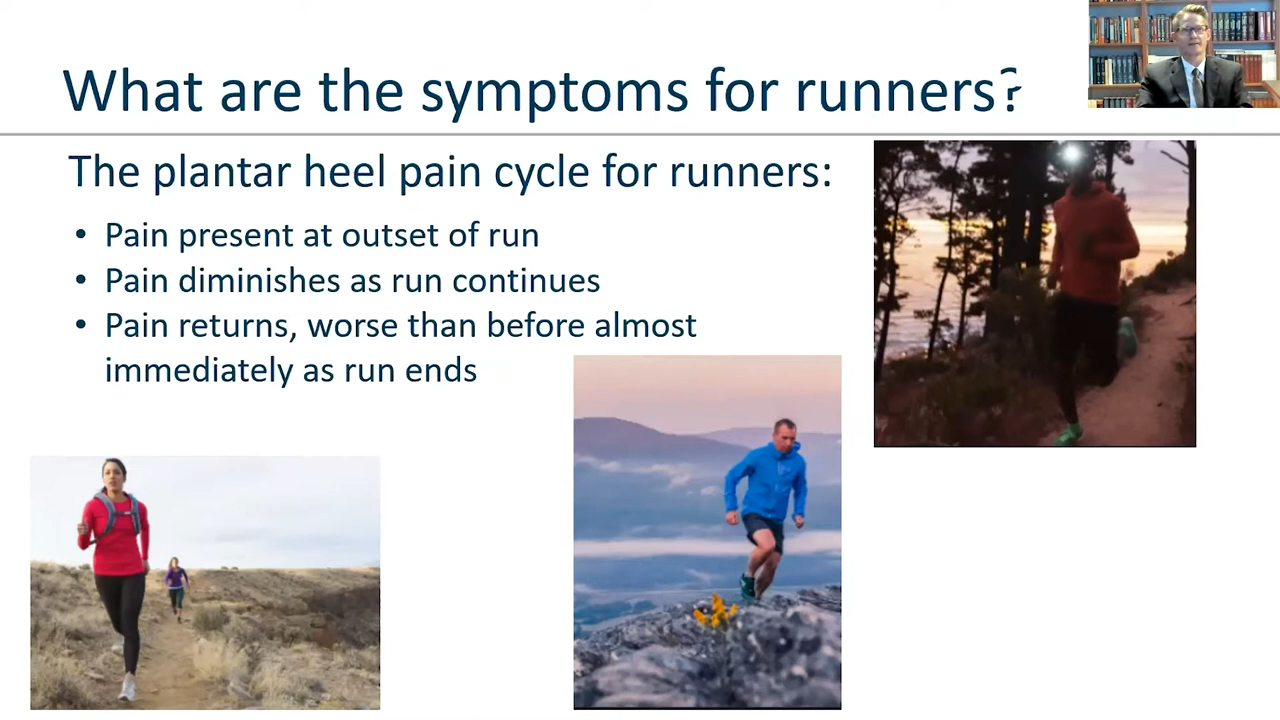 What are the symptoms for runners?
The plantar heel pain cycle for runners:
• Pain present at outset of run
• Pain diminishes as run continues
• Pain returns, worse than before almost
immediately as run ends